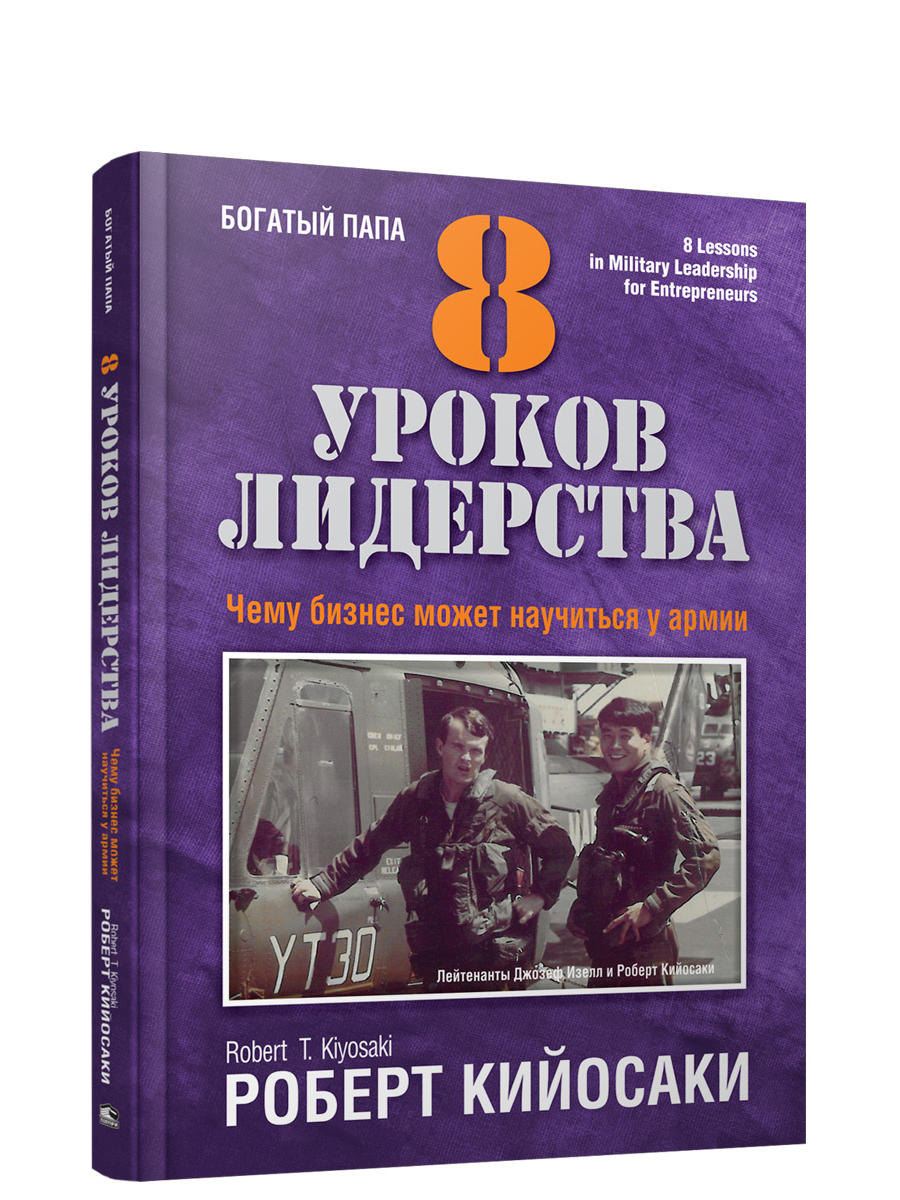 БОГАТЫЙ ПАПА
8 Lessons
in Military Leadership
for Entrepreneurs
8
УРОКОВ
ЛИДЕРСТВА
Чему бизнес может научиться у армии
23
YT30
Лейтенанты Джозеф Изелл и Роберт Кийосаки
Robert T. Kiyosaki
РОБЕРТ КИЙОСАКИ
БОГАТЫЙ ПАПА
8 УРОКОВ ЛИДЕРСТВА
Чему бизнес может
научиться у армии
Robert T. Kiyosaki
РОБЕРТ КИЙОСАКИ